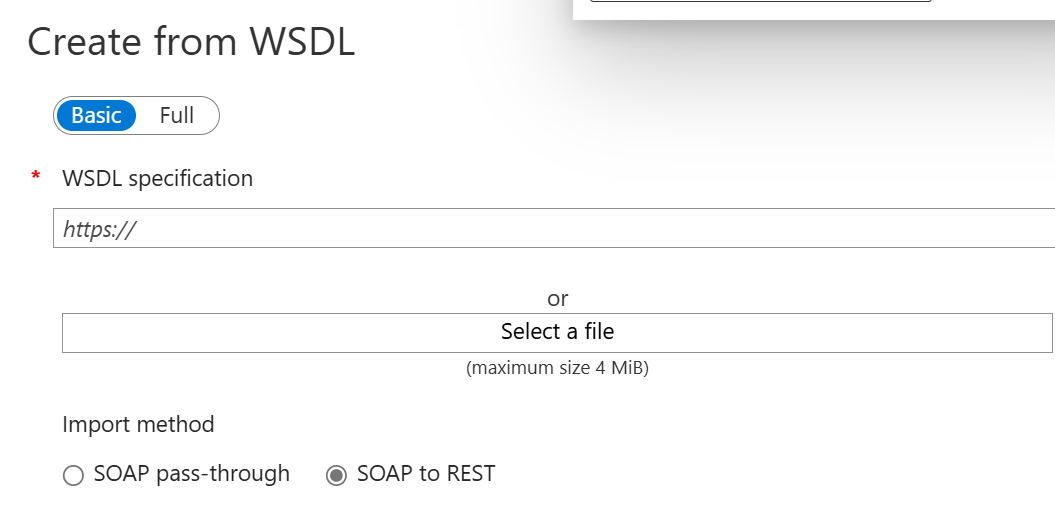 Create from WSDL
Basic Full
* WSDL specification
https://
or
Select a file
(maximum size 4 MiB)
Import method
SOAP pass-through SOAP to REST